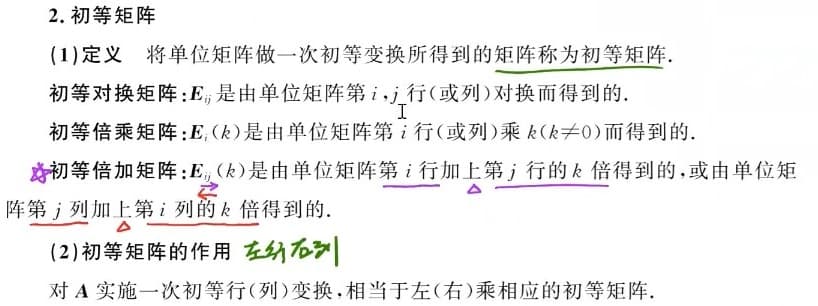 2. 初等矩阵
(1)定义 将单位矩阵做一次初等变换所得到的矩阵称为初等矩阵.
初等对换矩阵:Eij是由单位矩阵第 i,j 行(或列)对换而得到的.
初等倍乘矩阵:Ei(k)是由单位矩阵第 i 行(或列)乘 k(k≠0)而得到的.
初等倍加矩阵:Eij(k)是由单位矩阵第 i 行加上第 j 行的 k 倍得到的,或由单位矩
阵第 j 列加上第 i 列的 k 倍得到的.
(2)初等矩阵的作用 左行右列
对 A 实施一次初等行(列)变换,相当于左(右)乘相应的初等矩阵.